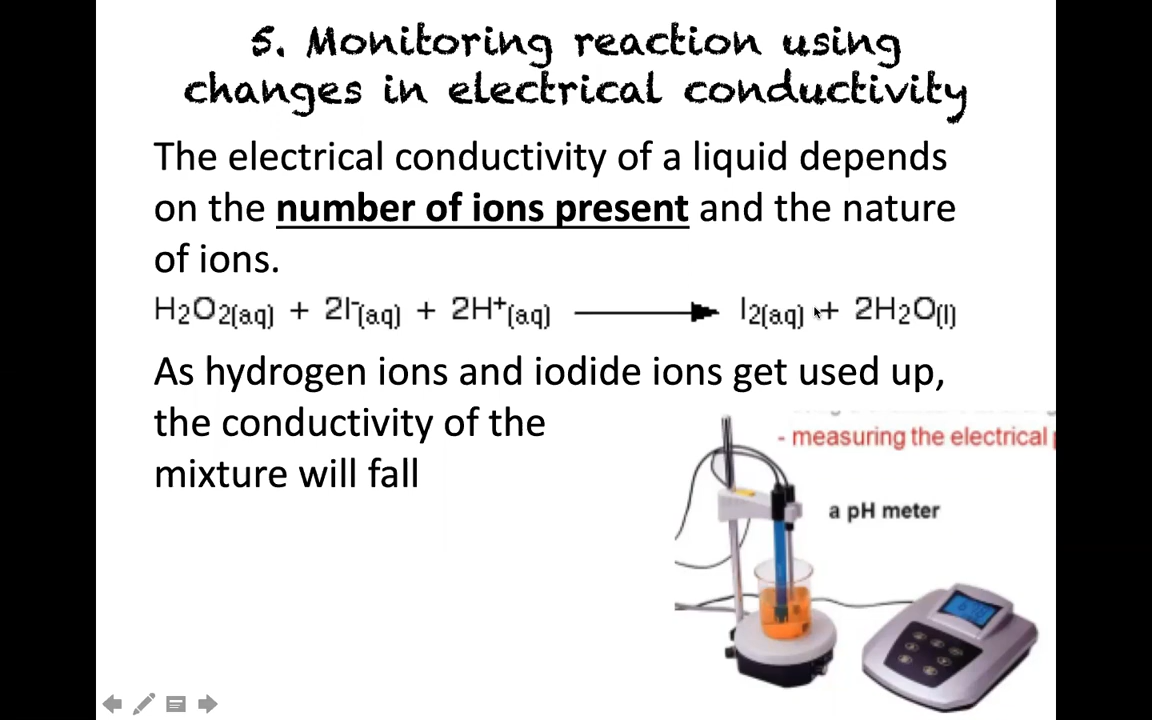 5. Monitoring reaction using
changes in electrical conductivity
The electrical conductivity of a liquid depends
on the number of ions present and the nature
of ions.
H₂O₂(aq) + 2I⁻(aq) + 2H⁺(aq) ⟶ I₂(aq) + 2H₂O(l)
As hydrogen ions and iodide ions get used up,
the conductivity of the
mixture will fall
- measuring the electrical
a pH meter